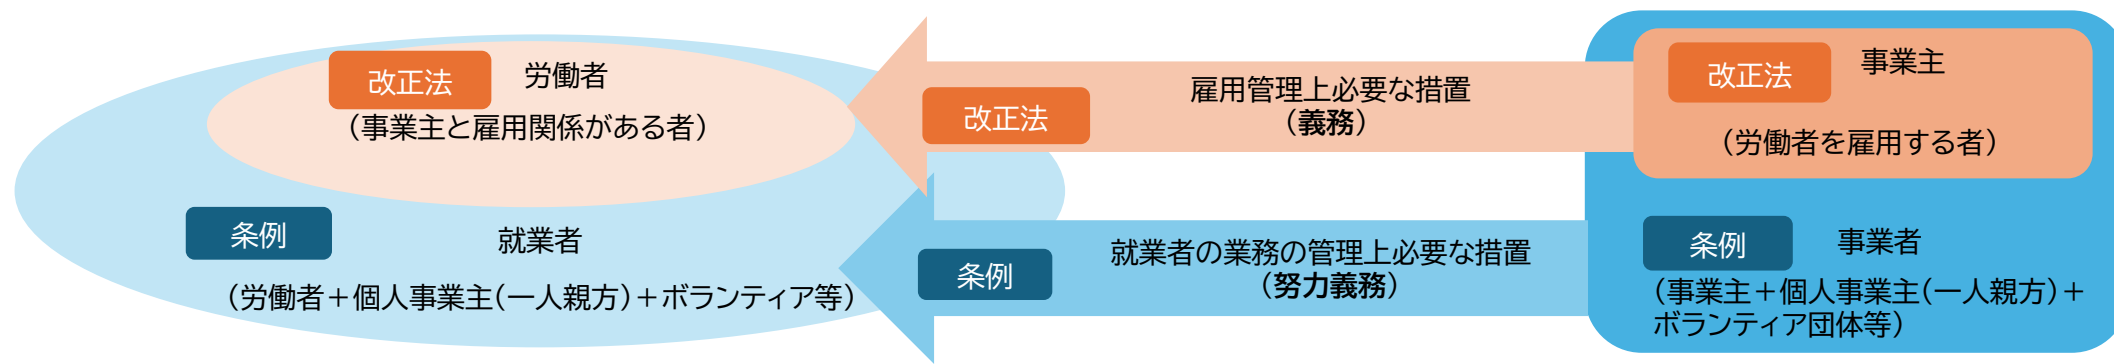 改正法
労働者
（事業主と雇用関係がある者）
条例
就業者
（労働者＋個人事業主（一人親方）＋ボランティア等）
改正法
雇用管理上必要な措置
（義務）
条例
就業者の業務の管理上必要な措置
（努力義務）
改正法
事業主
（労働者を雇用する者）
条例
事業者
（事業主＋個人事業主（一人親方）＋
ボランティア団体等）